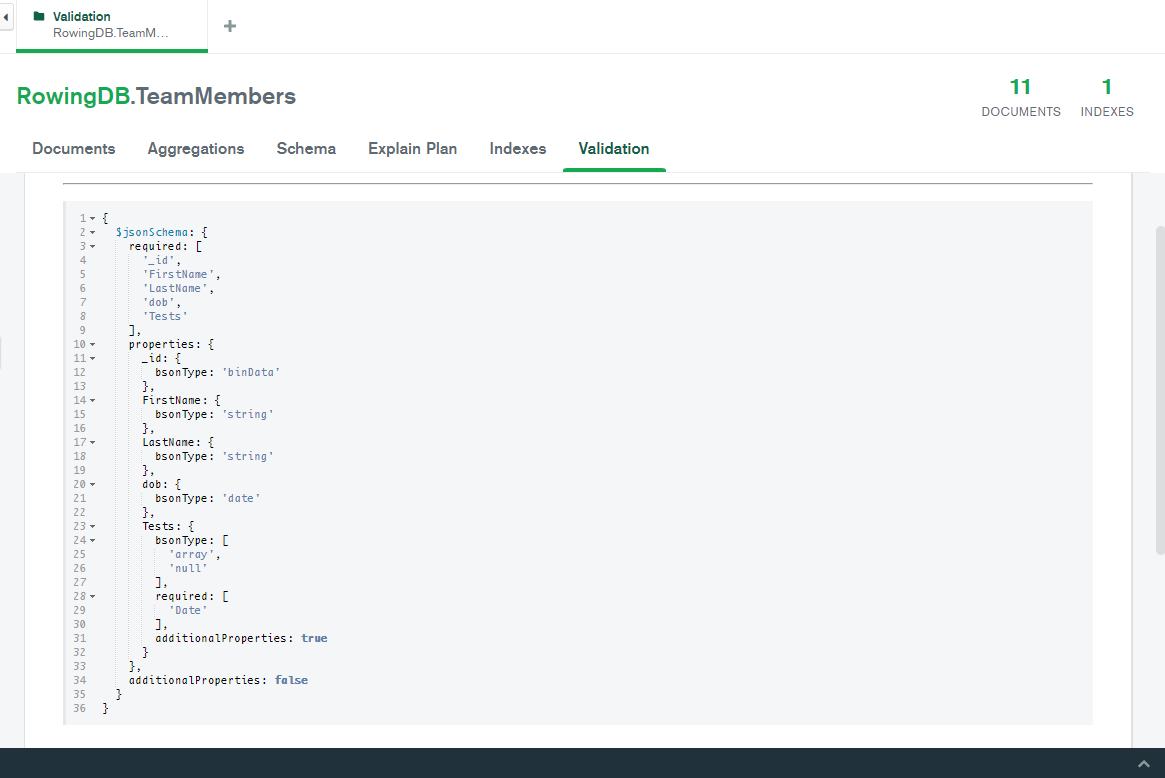 Validation
RowingDB.TeamM...
+
RowingDB.TeamMembers
11
DOCUMENTS
1
INDEXES
Documents Aggregations Schema Explain Plan Indexes Validation
1 {
2 $jsonSchema: {
3 required: [
4 '_id',
5 'FirstName',
6 'LastName',
7 'dob',
8 'Tests'
9 ],
10 properties: {
11 _id: {
12 bsonType: 'binData'
13 },
14 FirstName: {
15 bsonType: 'string'
16 },
17 LastName: {
18 bsonType: 'string'
19 },
20 dob: {
21 bsonType: 'date'
22 },
23 Tests: {
24 bsonType: [
25 'array',
26 'null'
27 ],
28 required: [
29 'Date'
30 ],
31 additionalProperties: true
32 }
33 },
34 additionalProperties: false
35 }
36 }